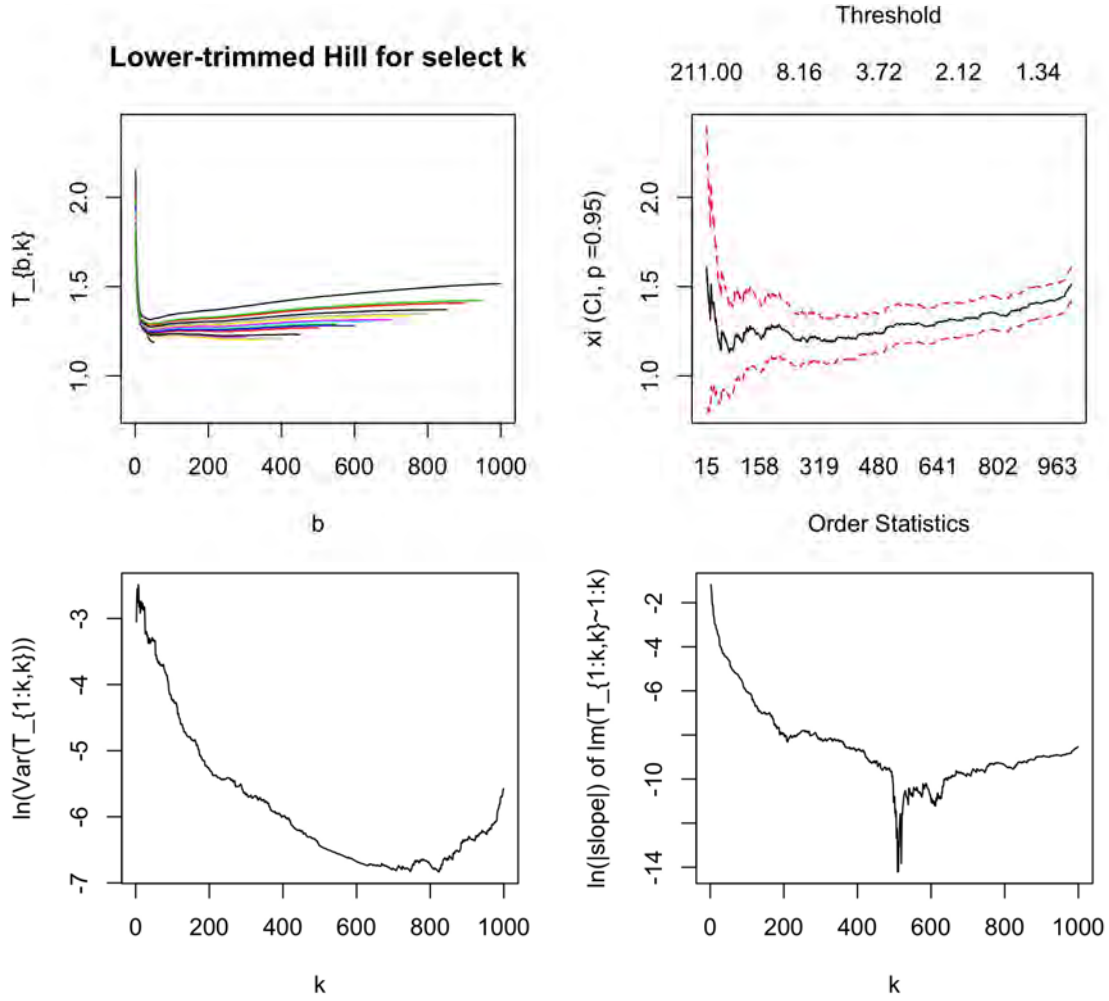 Lower-trimmed Hill for select k
T_{b,k}
1.0 1.5 2.0
0 200 400 600 800 1000
b
Threshold
211.00 8.16 3.72 2.12 1.34
xi (CI, p =0.95)
1.0 1.5 2.0
15 158 319 480 641 802 963
Order Statistics
ln(Var(T_{1:k,k}))
-7 -6 -5 -4 -3
0 200 400 600 800 1000
k
ln(|slope|) of lm(T_{1:k,k}~1:k)
-14 -10 -8 -6 -4 -2
0 200 400 600 800 1000
k